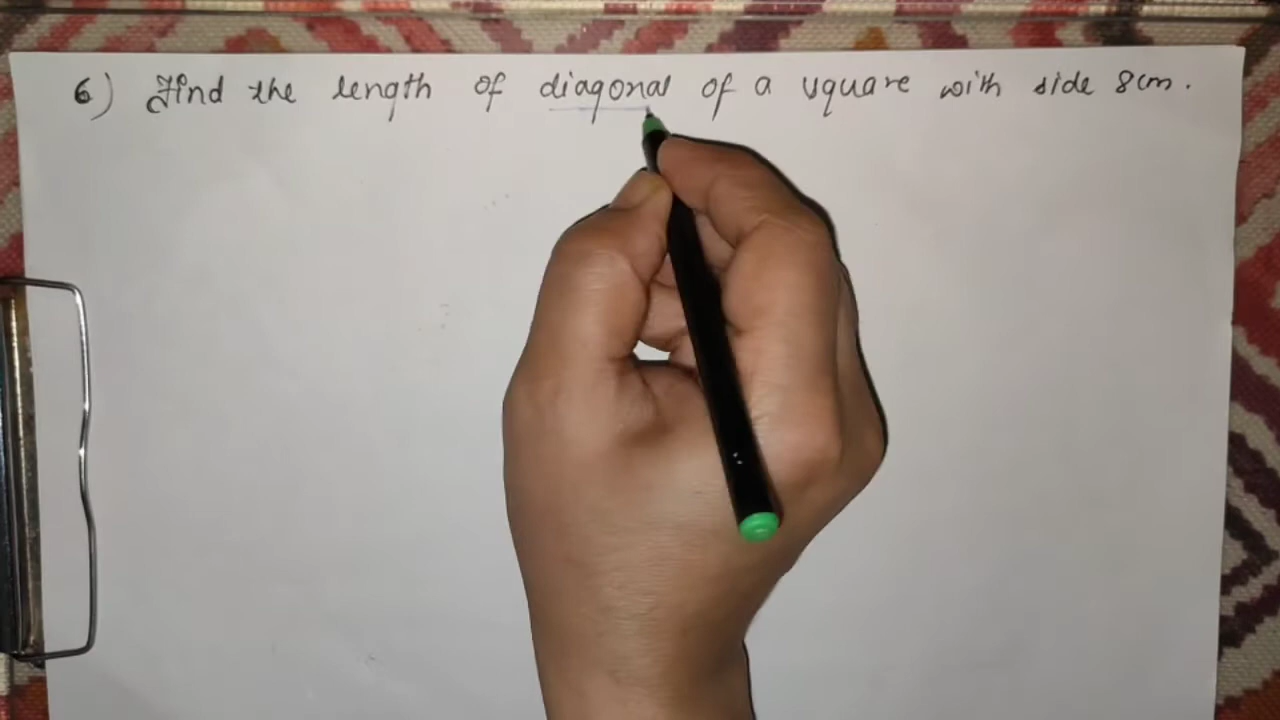 6) Find the length of diagonal of a square with side 8cm.